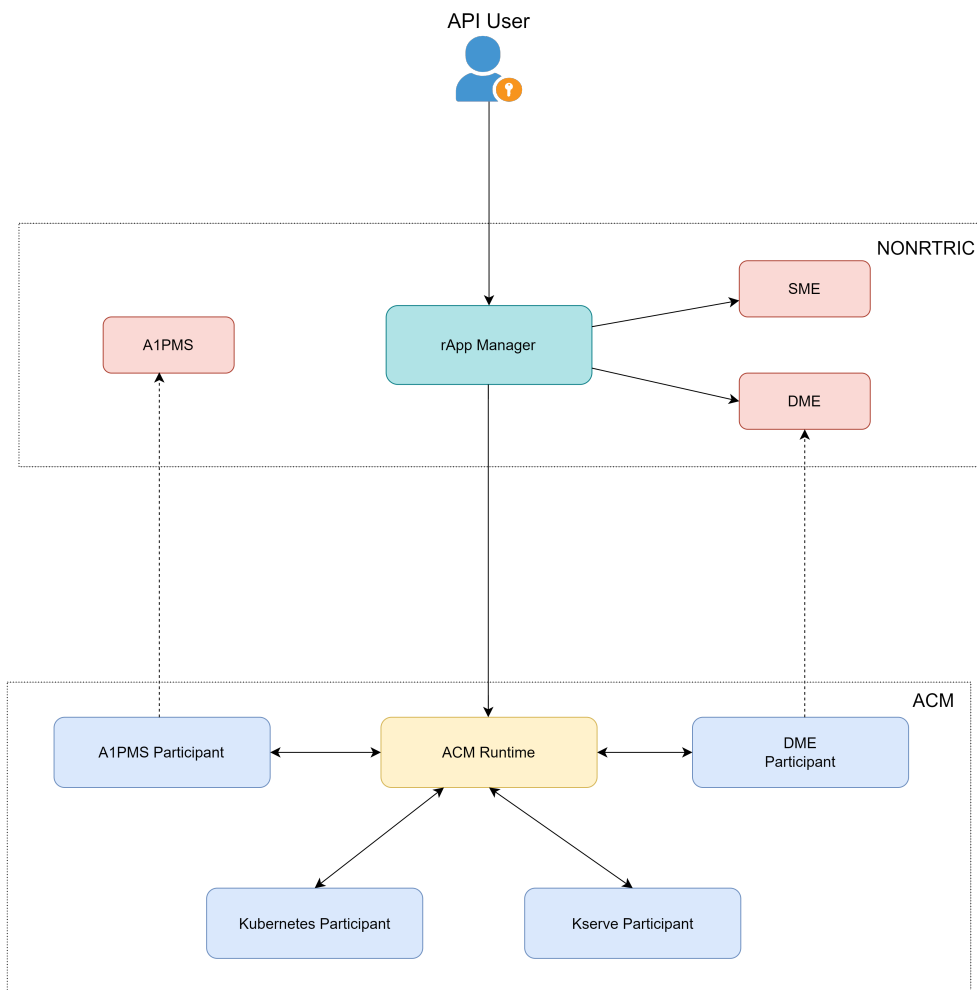 API User
NONRTRIC
SME
A1PMS
rApp Manager
DME
ACM
A1PMS Participant
ACM Runtime
DME
Participant
Kubernetes Participant
Kserve Participant